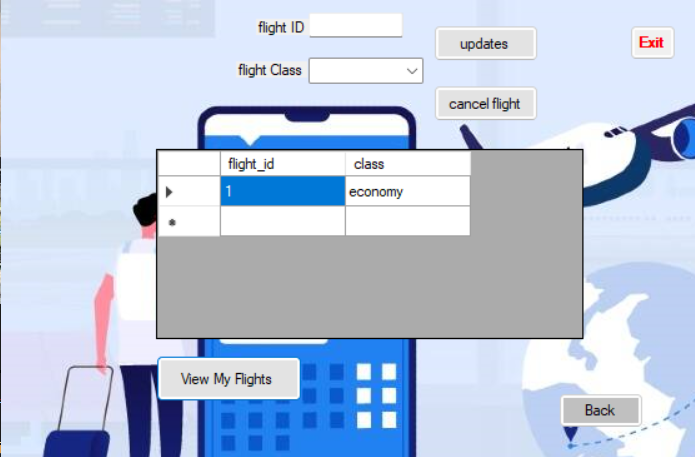 flight ID
updates
Exit
flight Class
cancel flight
flight_id class
1 economy
View My Flights
Back